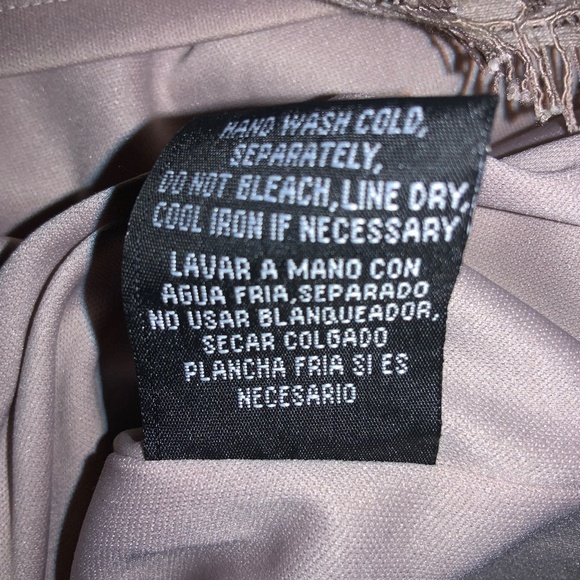 HAND WASH COLD,
SEPARATELY,
DO NOT BLEACH, LINE DRY,
COOL IRON IF NECESSARY
LAVAR A MANO CON
AGUA FRIA, SEPARADO
NO USAR BLANQUEADOR,
SECAR COLGADO
PLANCHA FRIA SI ES
NECESARIO